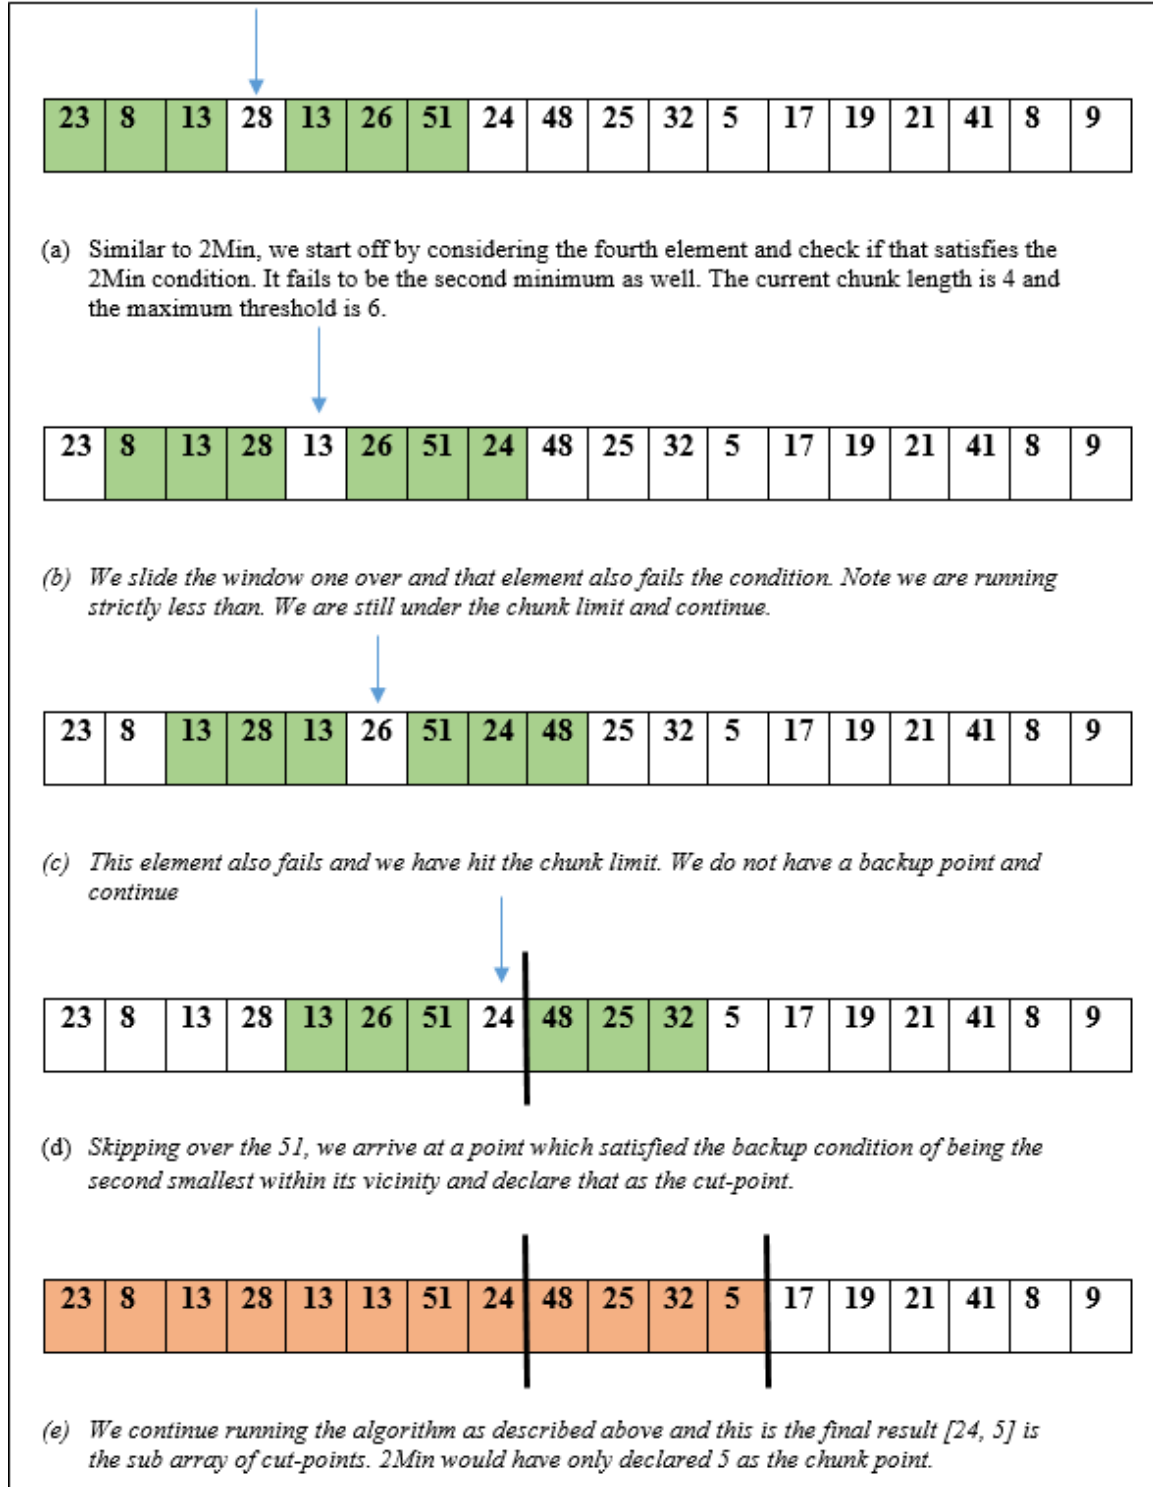 23 8 13 28 13 26 51 24 48 25 32 5 17 19 21 41 8 9
(a) Similar to 2Min, we start off by considering the fourth element and check if that satisfies the
2Min condition. It fails to be the second minimum as well. The current chunk length is 4 and
the maximum threshold is 6.
23 8 13 28 13 26 51 24 48 25 32 5 17 19 21 41 8 9
(b) We slide the window one over and that element also fails the condition. Note we are running
strictly less than. We are still under the chunk limit and continue.
23 8 13 28 13 26 51 24 48 25 32 5 17 19 21 41 8 9
(c) This element also fails and we have hit the chunk limit. We do not have a backup point and
continue
23 8 13 28 13 26 51 24 48 25 32 5 17 19 21 41 8 9
(d) Skipping over the 51, we arrive at a point which satisfied the backup condition of being the
second smallest within its vicinity and declare that as the cut-point.
23 8 13 28 13 13 51 24 48 25 32 5 17 19 21 41 8 9
(e) We continue running the algorithm as described above and this is the final result [24, 5] is
the sub array of cut-points. 2Min would have only declared 5 as the chunk point.